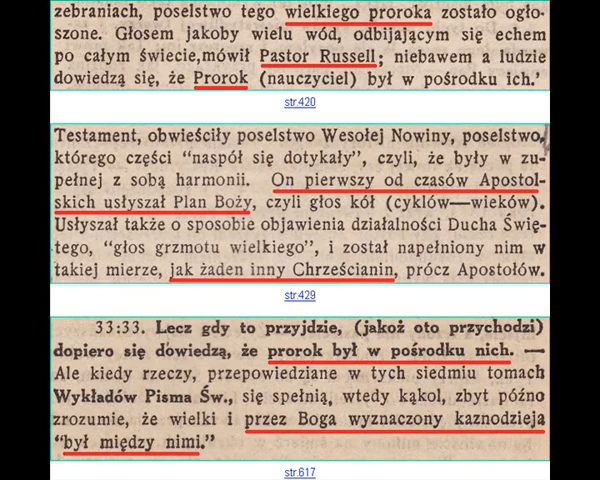 zebraniach, poselstwo tego wielkiego proroka zostało ogło-
szone. Głosem jakoby wielu wód, odbijającym się echem
po całym świecie,mówił Pastor Russell; niebawem a ludzie
dowiedzą się, że Prorok (nauczyciel) był w pośrodku ich.’
str.420
Testament, obwieściły poselstwo Wesołej Nowiny, poselstwo,
którego części “naspół się dotykały”, czyli, że były w zu-
pełnej z sobą harmonii. On pierwszy od czasów Apostol-
skich usłyszał Plan Boży, czyli głos kół (cyklów—wieków).
Usłyszał także o sposobie objawienia działalności Ducha Świę-
tego, “głos grzmotu wielkiego”, i został napełniony nim w
takiej mierze, jak żaden inny Chrześcianin, prócz Apostołów.
str.429
33:33. Lecz gdy to przyjdzie, (jakoż oto przychodzi)
dopiero się dowiedzą, że prorok był w pośrodku nich. —
Ale kiedy rzeczy, przepowiedziane w tych siedmiu tomach
Wykładów Pisma Św., się spełnią, wtedy kąkol, zbyt późno
zrozumie, że wielki i przez Boga wyznaczony kaznodzieja
“był między nimi.”
str.617